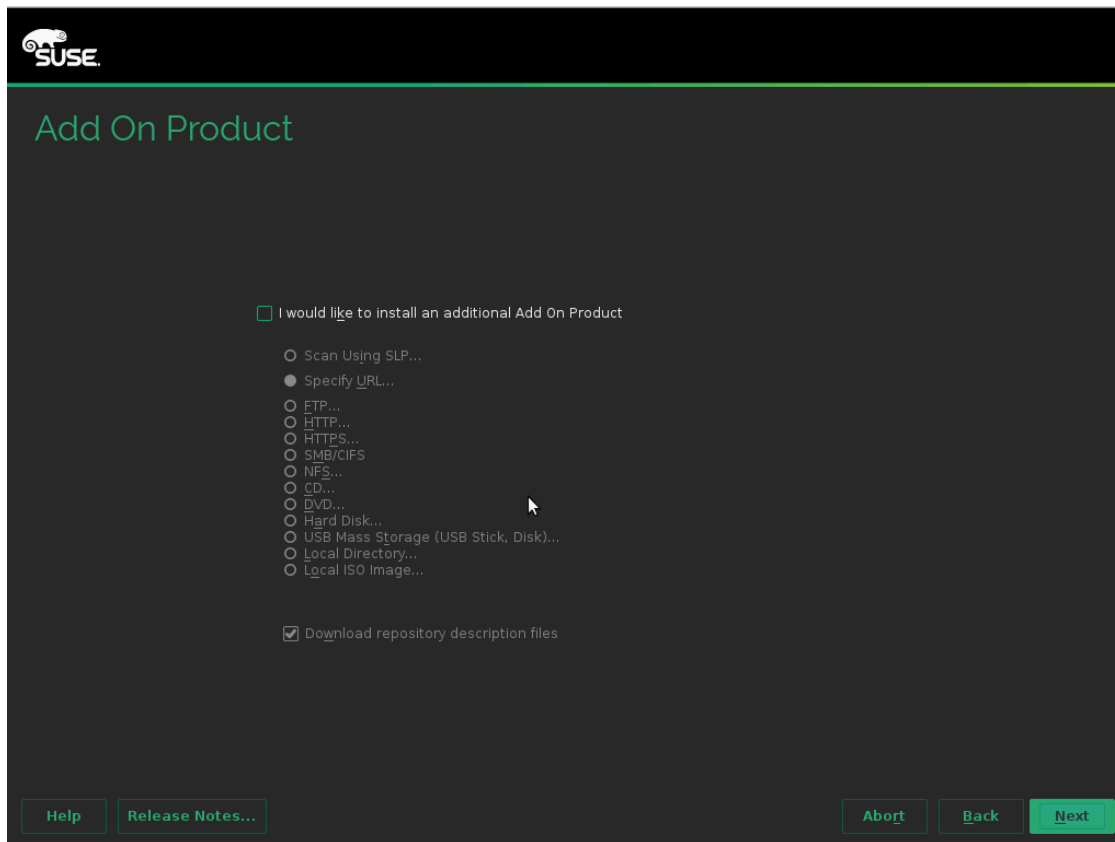 SUSE.
Add On Product
I would like to install an additional Add On Product
Scan Using SLP...
Specify URL...
FTP...
HTTP...
HTTPS...
SMB/CIFS
NFS...
CD...
DVD...
Hard Disk...
USB Mass Storage (USB Stick, Disk)...
Local Directory...
Local ISO Image...
Download repository description files
Help Release Notes... Abort Back Next